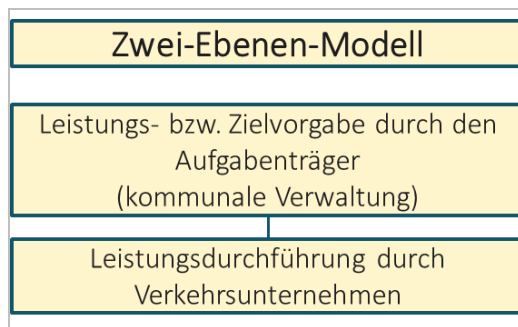 Zwei-Ebenen-Modell
Leistungs- bzw. Zielvorgabe durch den
Aufgabenträger
(kommunale Verwaltung)
Leistungsdurchführung durch
Verkehrsunternehmen